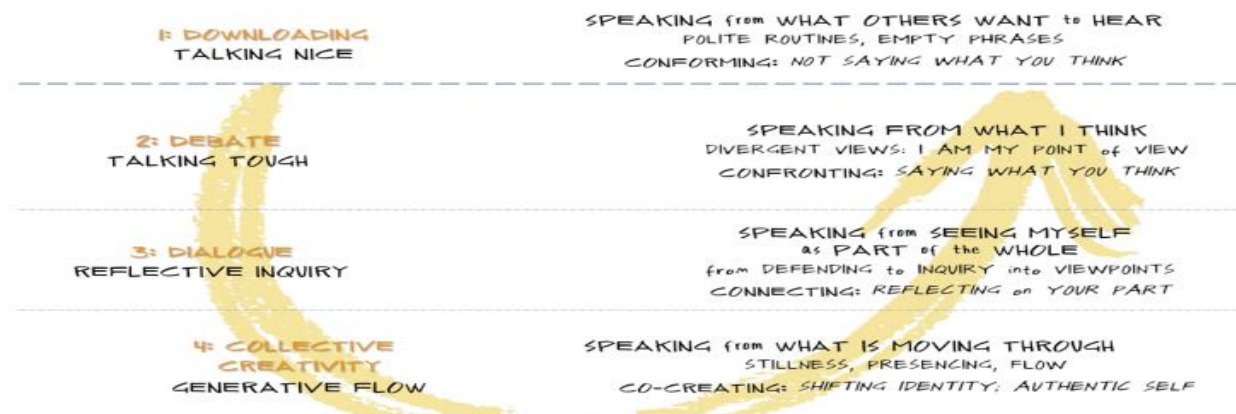 1: DOWNLOADING
TALKING NICE
SPEAKING from WHAT OTHERS WANT to HEAR
POLITE ROUTINES, EMPTY PHRASES
CONFORMING: NOT SAYING WHAT YOU THINK
2: DEBATE
TALKING TOUGH
SPEAKING FROM WHAT I THINK
DIVERGENT VIEWS: I AM MY POINT of VIEW
CONFRONTING: SAYING WHAT YOU THINK
3: DIALOGUE
REFLECTIVE INQUIRY
SPEAKING from SEEING MYSELF
as PART of the WHOLE
from DEFENDING to INQUIRY into VIEWPOINTS
CONNECTING: REFLECTING on YOUR PART
4: COLLECTIVE
CREATIVITY
GENERATIVE FLOW
SPEAKING from WHAT IS MOVING THROUGH
STILLNESS, PRESENCING, FLOW
CO-CREATING: SHIFTING IDENTITY; AUTHENTIC SELF